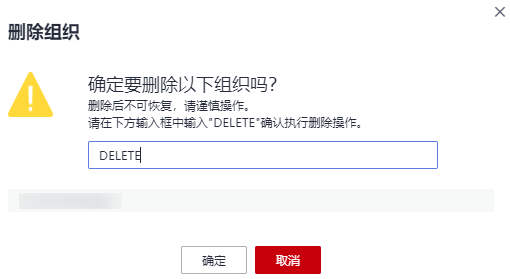 删除组织
确定要删除以下组织吗?
删除后不可恢复，请谨慎操作。
请在下方输入框中输入"DELETE"确认执行删除操作。
DELETE
确定
取消